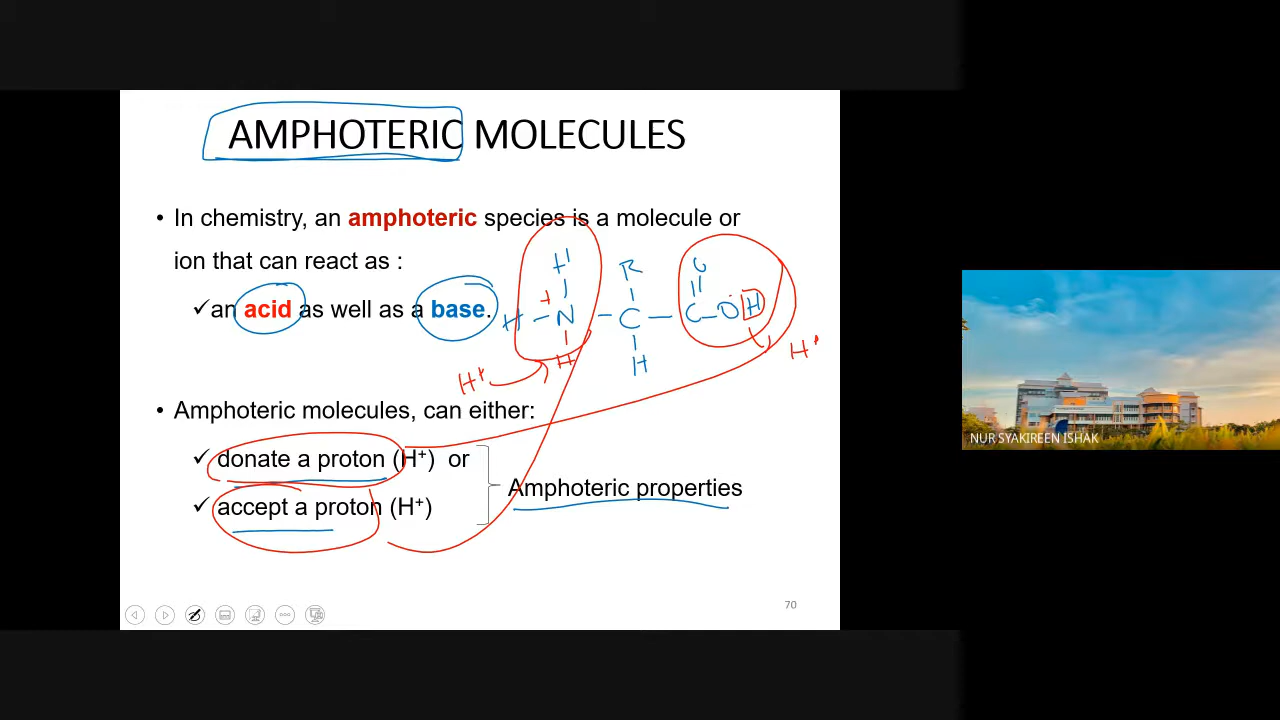 AMPHOTERIC MOLECULES
• In chemistry, an amphoteric species is a molecule or
ion that can react as :
✓an acid as well as a base.
H
R
+
H – N – C – C – O H
H
H
H+
H+
• Amphoteric molecules, can either:
✓ donate a proton (H+) or
✓ accept a proton (H+)
Amphoteric properties
70
NUR SYAKIREEN ISHAK